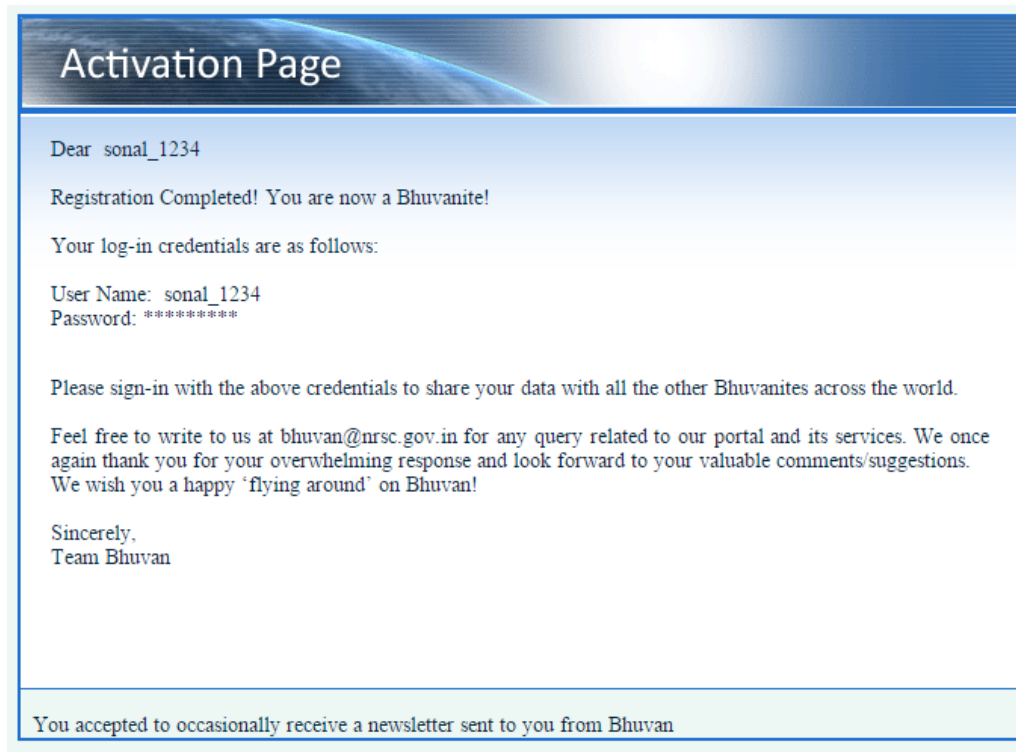 Activation Page
Dear sonal_1234
Registration Completed! You are now a Bhuvanite!
Your log-in credentials are as follows:
User Name: sonal_1234
Password: *********
Please sign-in with the above credentials to share your data with all the other Bhuvanites across the world.
Feel free to write to us at bhuvan@nrsc.gov.in for any query related to our portal and its services. We once
again thank you for your overwhelming response and look forward to your valuable comments/suggestions.
We wish you a happy ‘flying around’ on Bhuvan!
Sincerely,
Team Bhuvan
You accepted to occasionally receive a newsletter sent to you from Bhuvan